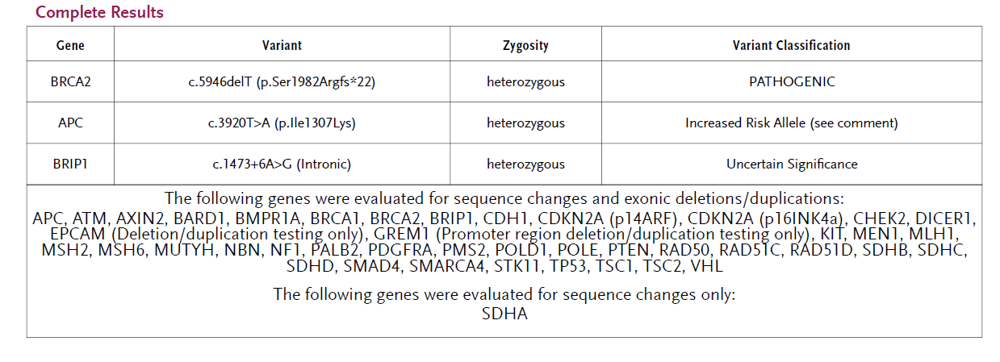 Complete Results
Gene Variant Zygosity Variant Classification
BRCA2 c.5946delT (p.Ser1982Argfs*22) heterozygous PATHOGENIC
APC c.3920T>A (p.Ile1307Lys) heterozygous Increased Risk Allele (see comment)
BRIP1 c.1473+6A>G (Intronic) heterozygous Uncertain Significance
The following genes were evaluated for sequence changes and exonic deletions/duplications:
APC, ATM, AXIN2, BARD1, BMPR1A, BRCA1, BRCA2, BRIP1, CDH1, CDKN2A (p14ARF), CDKN2A (p16INK4a), CHEK2, DICER1,
EPCAM (Deletion/duplication testing only), GREM1 (Promoter region deletion/duplication testing only), KIT, MEN1, MLH1,
MSH2, MSH6, MUTYH, NBN, NF1, PALB2, PDGFRA, PMS2, POLD1, POLE, PTEN, RAD50, RAD51C, RAD51D, SDHB, SDHC,
SDHD, SMAD4, SMARCA4, STK11, TP53, TSC1, TSC2, VHL
The following genes were evaluated for sequence changes only:
SDHA